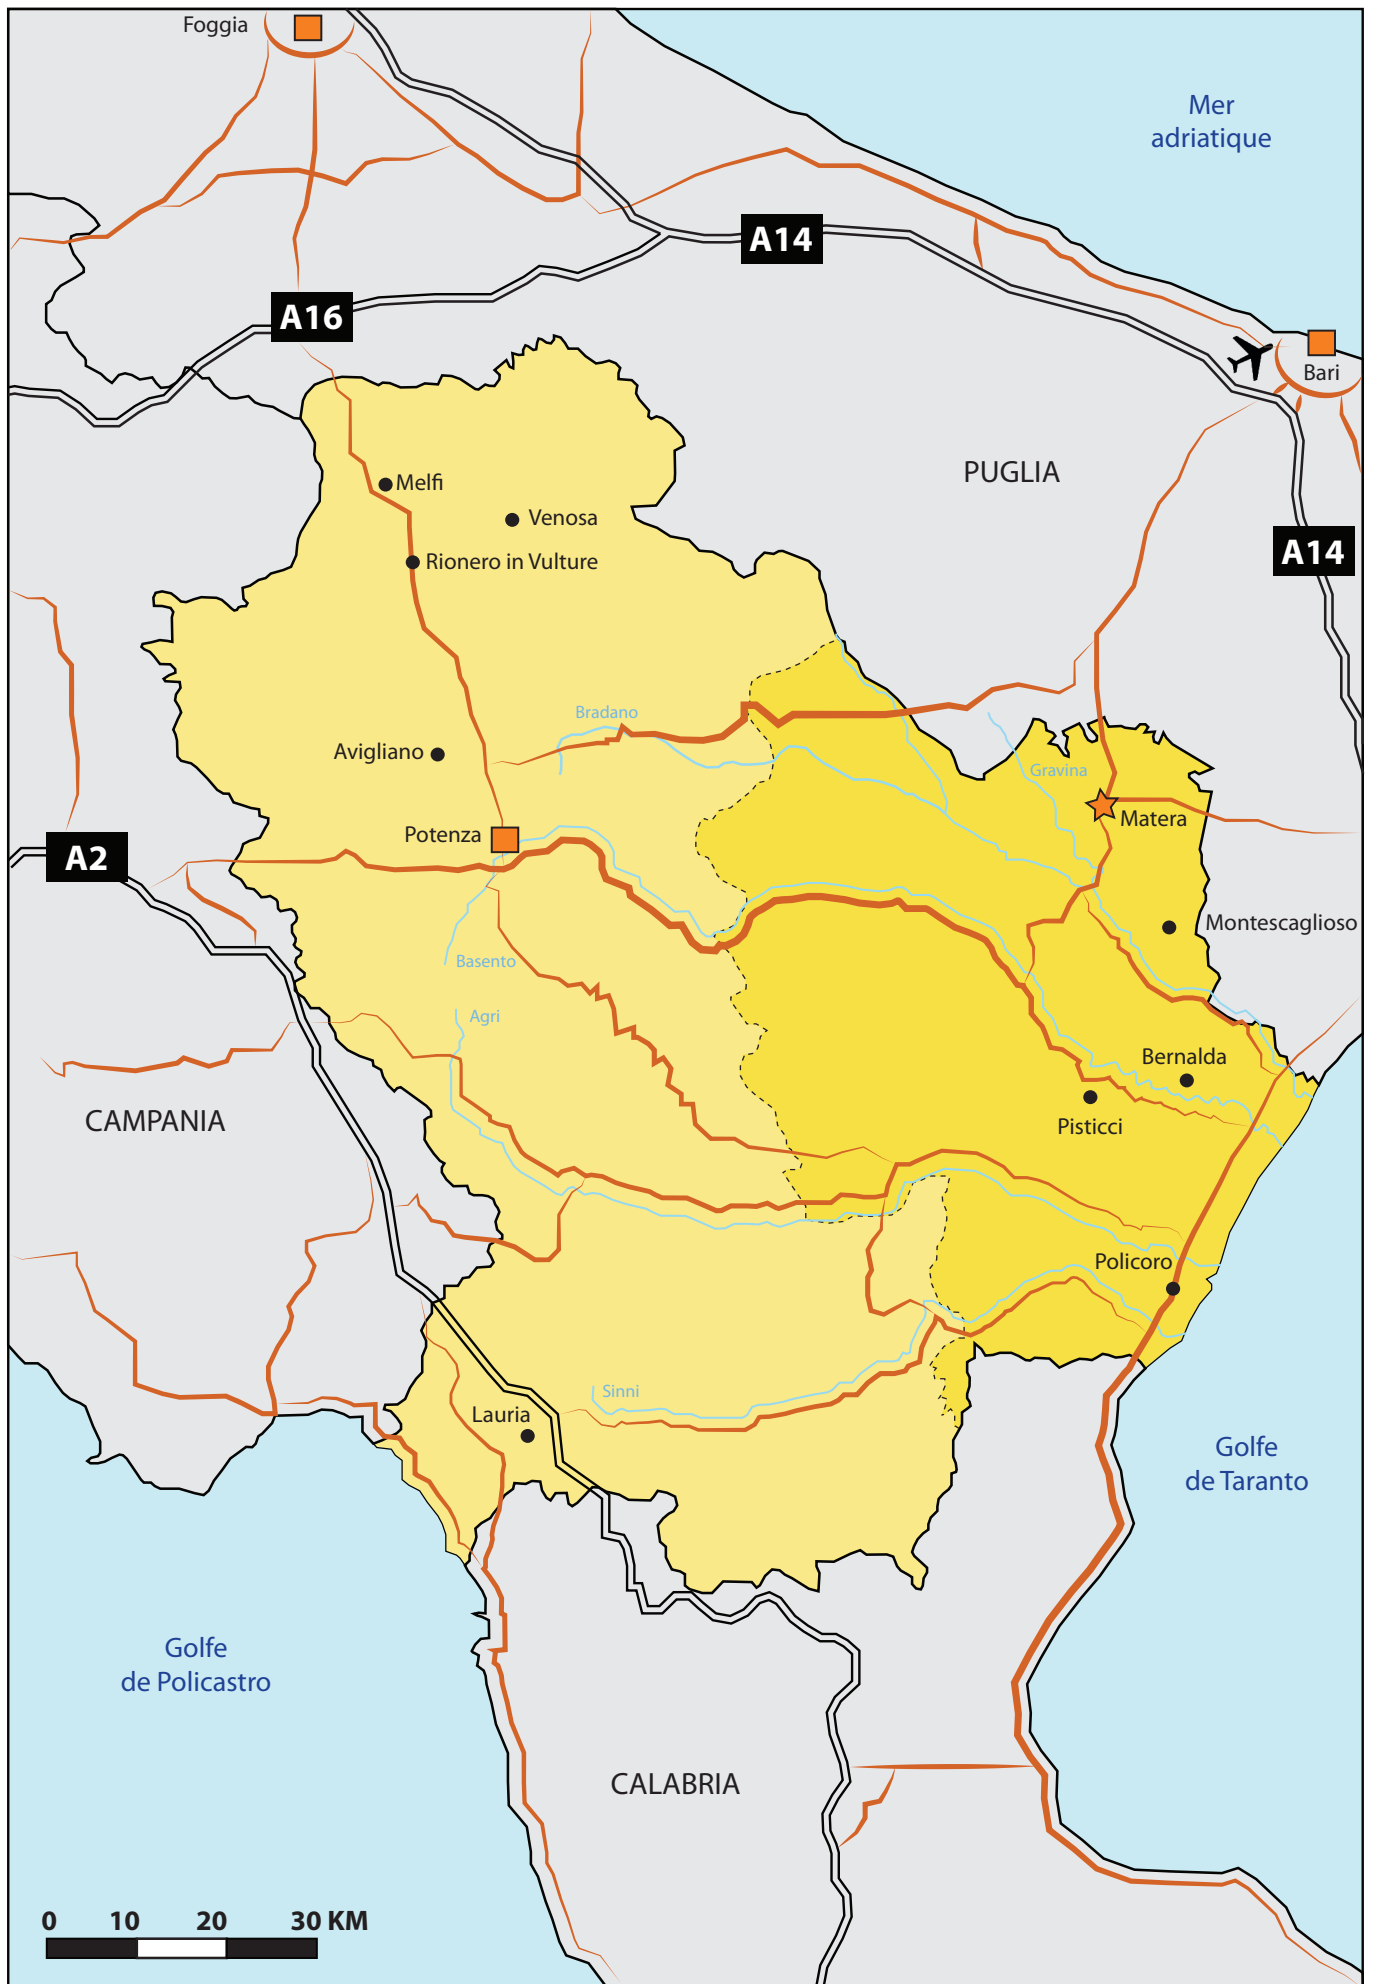 Foggia
Mer
adriatique
A14
A16
Bari
PUGLIA
Melfi
Venosa
A14
Rionero in Vulture
Bradano
Avigliano
Gravina
Matera
Potenza
A2
Montescaglioso
Basento
Agri
Bernalda
CAMPANIA
Pisticci
Policoro
Sinni
Lauria
Golfe
de Taranto
Golfe
de Policastro
CALABRIA
0 10 20 30 KM